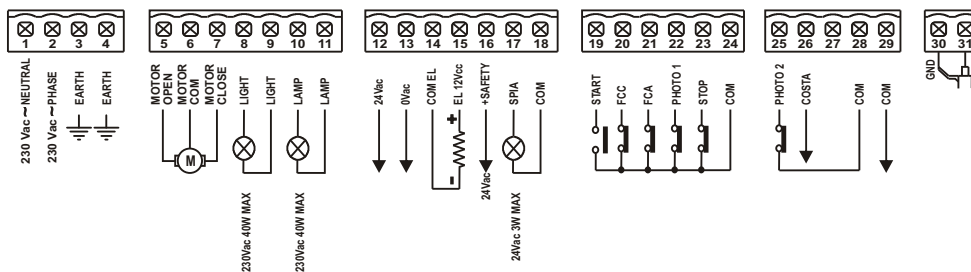 1 2 3 4
5 6 7 8 9 10 11
12 13 14 15 16 17 18
19 20 21 22 23 24
25 26 27 28 29
30 31
230 Vac ~ NEUTRAL
230 Vac ~ PHASE
EARTH
EARTH
MOTOR OPEN
MOTOR COM
MOTOR CLOSE
LIGHT
LIGHT
LAMP
LAMP
M
230Vac 40W MAX
230Vac 40W MAX
24Vac
0Vac
COM EL
EL 12Vcc
+SAFETY
SPIA
COM
+
-
24Vac
24Vac 3W MAX
START
FCC
FCA
PHOTO 1
STOP
COM
PHOTO 2
COSTA
COM
COM
GND